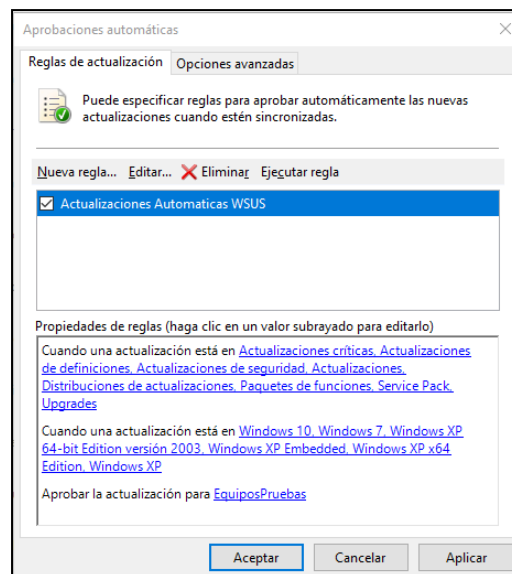 Aprobaciones automáticas
Reglas de actualización Opciones avanzadas
Puede especificar reglas para aprobar automáticamente las nuevas
actualizaciones cuando estén sincronizadas.
Nueva regla... Editar... Eliminar Ejecutar regla
Actualizaciones Automaticas WSUS
Propiedades de reglas (haga clic en un valor subrayado para editarlo)
Cuando una actualización está en Actualizaciones críticas, Actualizaciones
de definiciones, Actualizaciones de seguridad, Actualizaciones,
Distribuciones de actualizaciones, Paquetes de funciones, Service Pack,
Upgrades
Cuando una actualización está en Windows 10, Windows 7, Windows XP
64-bit Edition versión 2003, Windows XP Embedded, Windows XP x64
Edition, Windows XP
Aprobar la actualización para EquiposPruebas
Aceptar Cancelar Aplicar